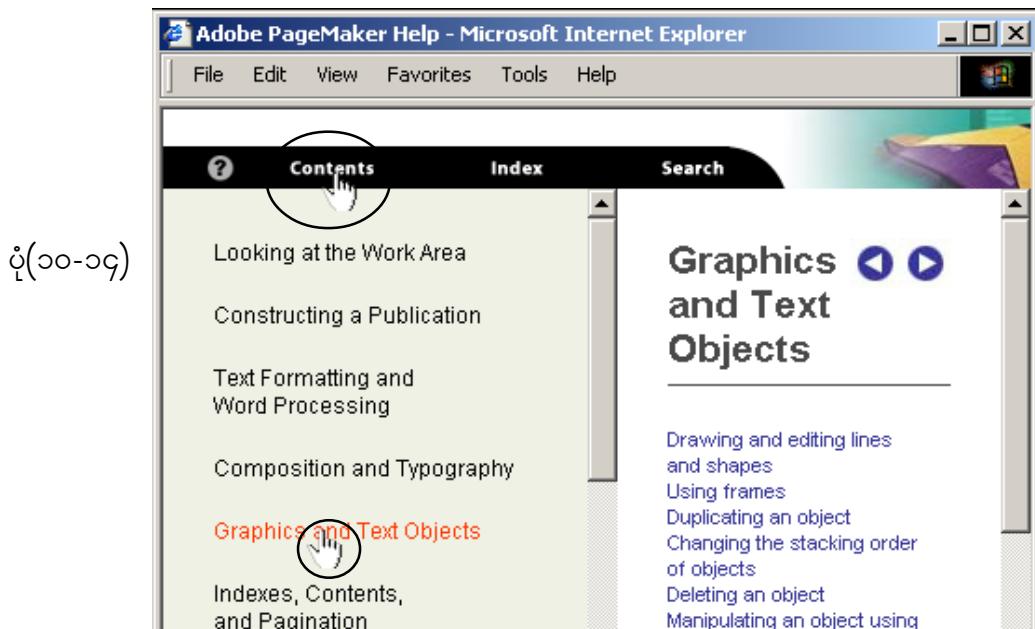 Adobe PageMaker Help - Microsoft Internet Explorer
File Edit View Favorites Tools Help
? Contents Index Search
ပုံ(၁၀-၁၄)
Looking at the Work Area
Constructing a Publication
Text Formatting and
Word Processing
Composition and Typography
Graphics and Text Objects
Indexes, Contents,
and Pagination
Graphics
and Text
Objects
Drawing and editing lines
and shapes
Using frames
Duplicating an object
Changing the stacking order
of objects
Deleting an object
Manipulating an object using